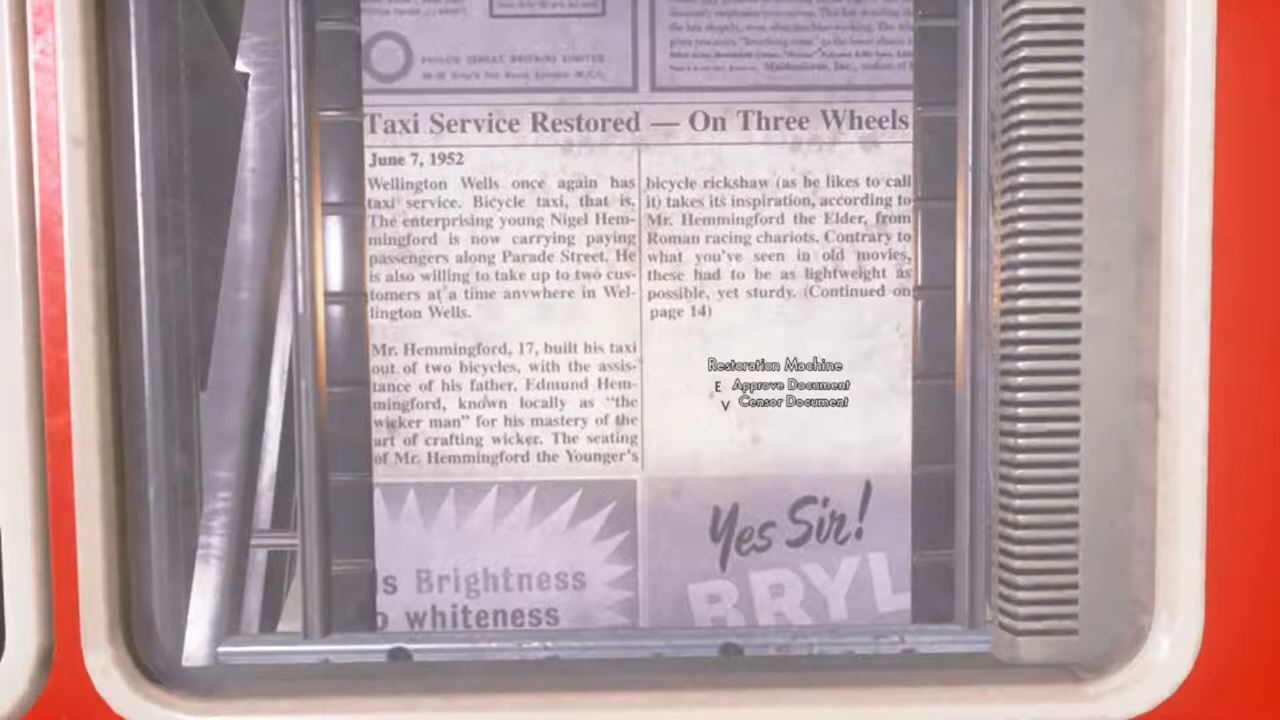 PHILCO (GREAT BRITAIN) LIMITED
Taxi Service Restored — On Three Wheels
June 7, 1952
Wellington Wells once again has
taxi service. Bicycle taxi, that is.
The enterprising young Nigel Hem-
mingford is now carrying paying
passengers along Parade Street. He
is also willing to take up to two cus-
tomers at a time anywhere in Wel-
lington Wells.
Mr. Hemmingford, 17, built his taxi
out of two bicycles, with the assis-
tance of his father, Edmund Hem-
mingford, known locally as “the
wicker man” for his mastery of the
art of crafting wicker. The seating
of Mr. Hemmingford the Younger’s
bicycle rickshaw (as he likes to call
it) takes its inspiration, according to
Mr. Hemmingford the Elder, from
Roman racing chariots. Contrary to
what you’ve seen in old movies,
these had to be as lightweight as
possible, yet sturdy. (Continued on
page 14)
Restoration Machine
E Approve Document
V Censor Document
s Brightness
whiteness
Yes Sir!
BRYL